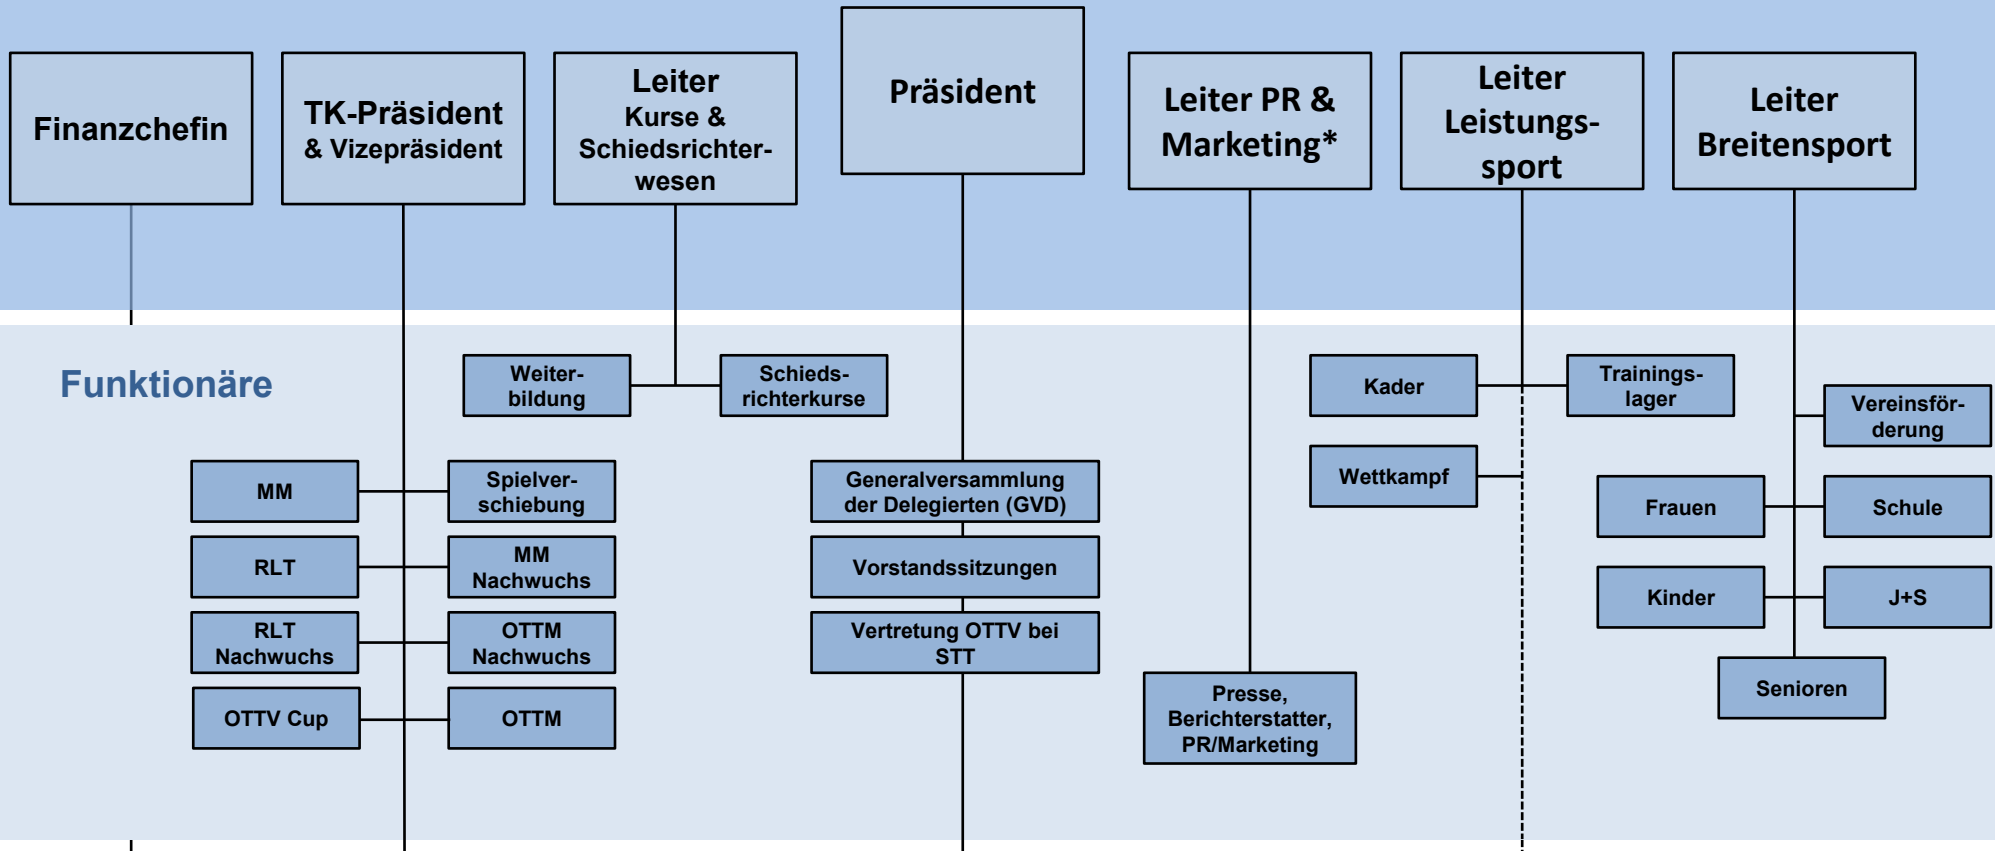 Finanzchefin
TK-Präsident
& Vizepräsident
Leiter
Kurse &
Schiedsrichter-
wesen
Präsident
Leiter PR &
Marketing*
Leiter
Leistungs-
sport
Leiter
Breitensport
Funktionäre
Weiter-
bildung
Schieds-
richterkurse
MM
Spielver-
schiebung
RLT
MM
Nachwuchs
RLT
Nachwuchs
OTTM
Nachwuchs
OTTV Cup
OTTM
Generalversammlung
der Delegierten (GVD)
Vorstandssitzungen
Vertretung OTTV bei
STT
Presse,
Berichterstatter,
PR/Marketing
Kader
Trainings-
lager
Wettkampf
Vereinsför-
derung
Frauen
Schule
Kinder
J+S
Senioren